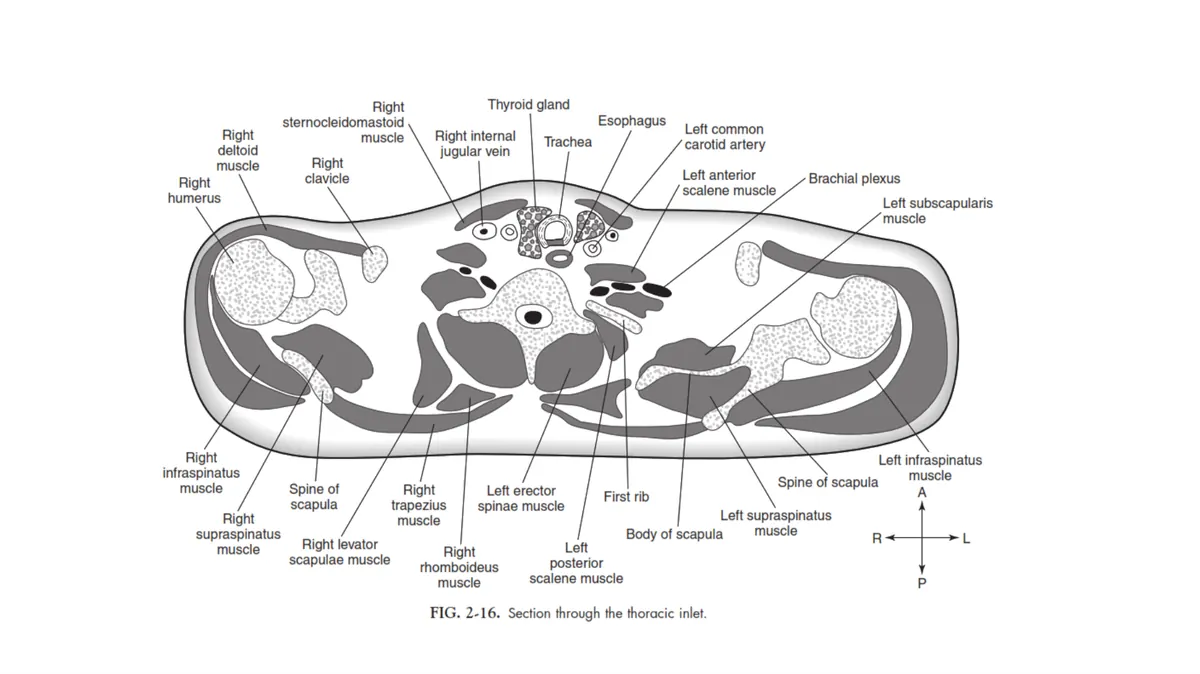 Right
sternocleidomastoid
muscle
Thyroid gland
Esophagus
Right
deltoid
muscle
Right internal
jugular vein
Trachea
Left common
carotid artery
Right
clavicle
Right
humerus
Left anterior
scalene muscle
Brachial plexus
Left subscapularis
muscle
Right
infraspinatus
muscle
Spine of
scapula
Right
supraspinatus
muscle
Right levator
scapulae muscle
Right
trapezius
muscle
Right
rhomboideus
muscle
Left erector
spinae muscle
Left
posterior
scalene muscle
First rib
Body of scapula
Left supraspinatus
muscle
Spine of scapula
Left infraspinatus
muscle
A
R
L
P
FIG. 2-16. Section through the thoracic inlet.